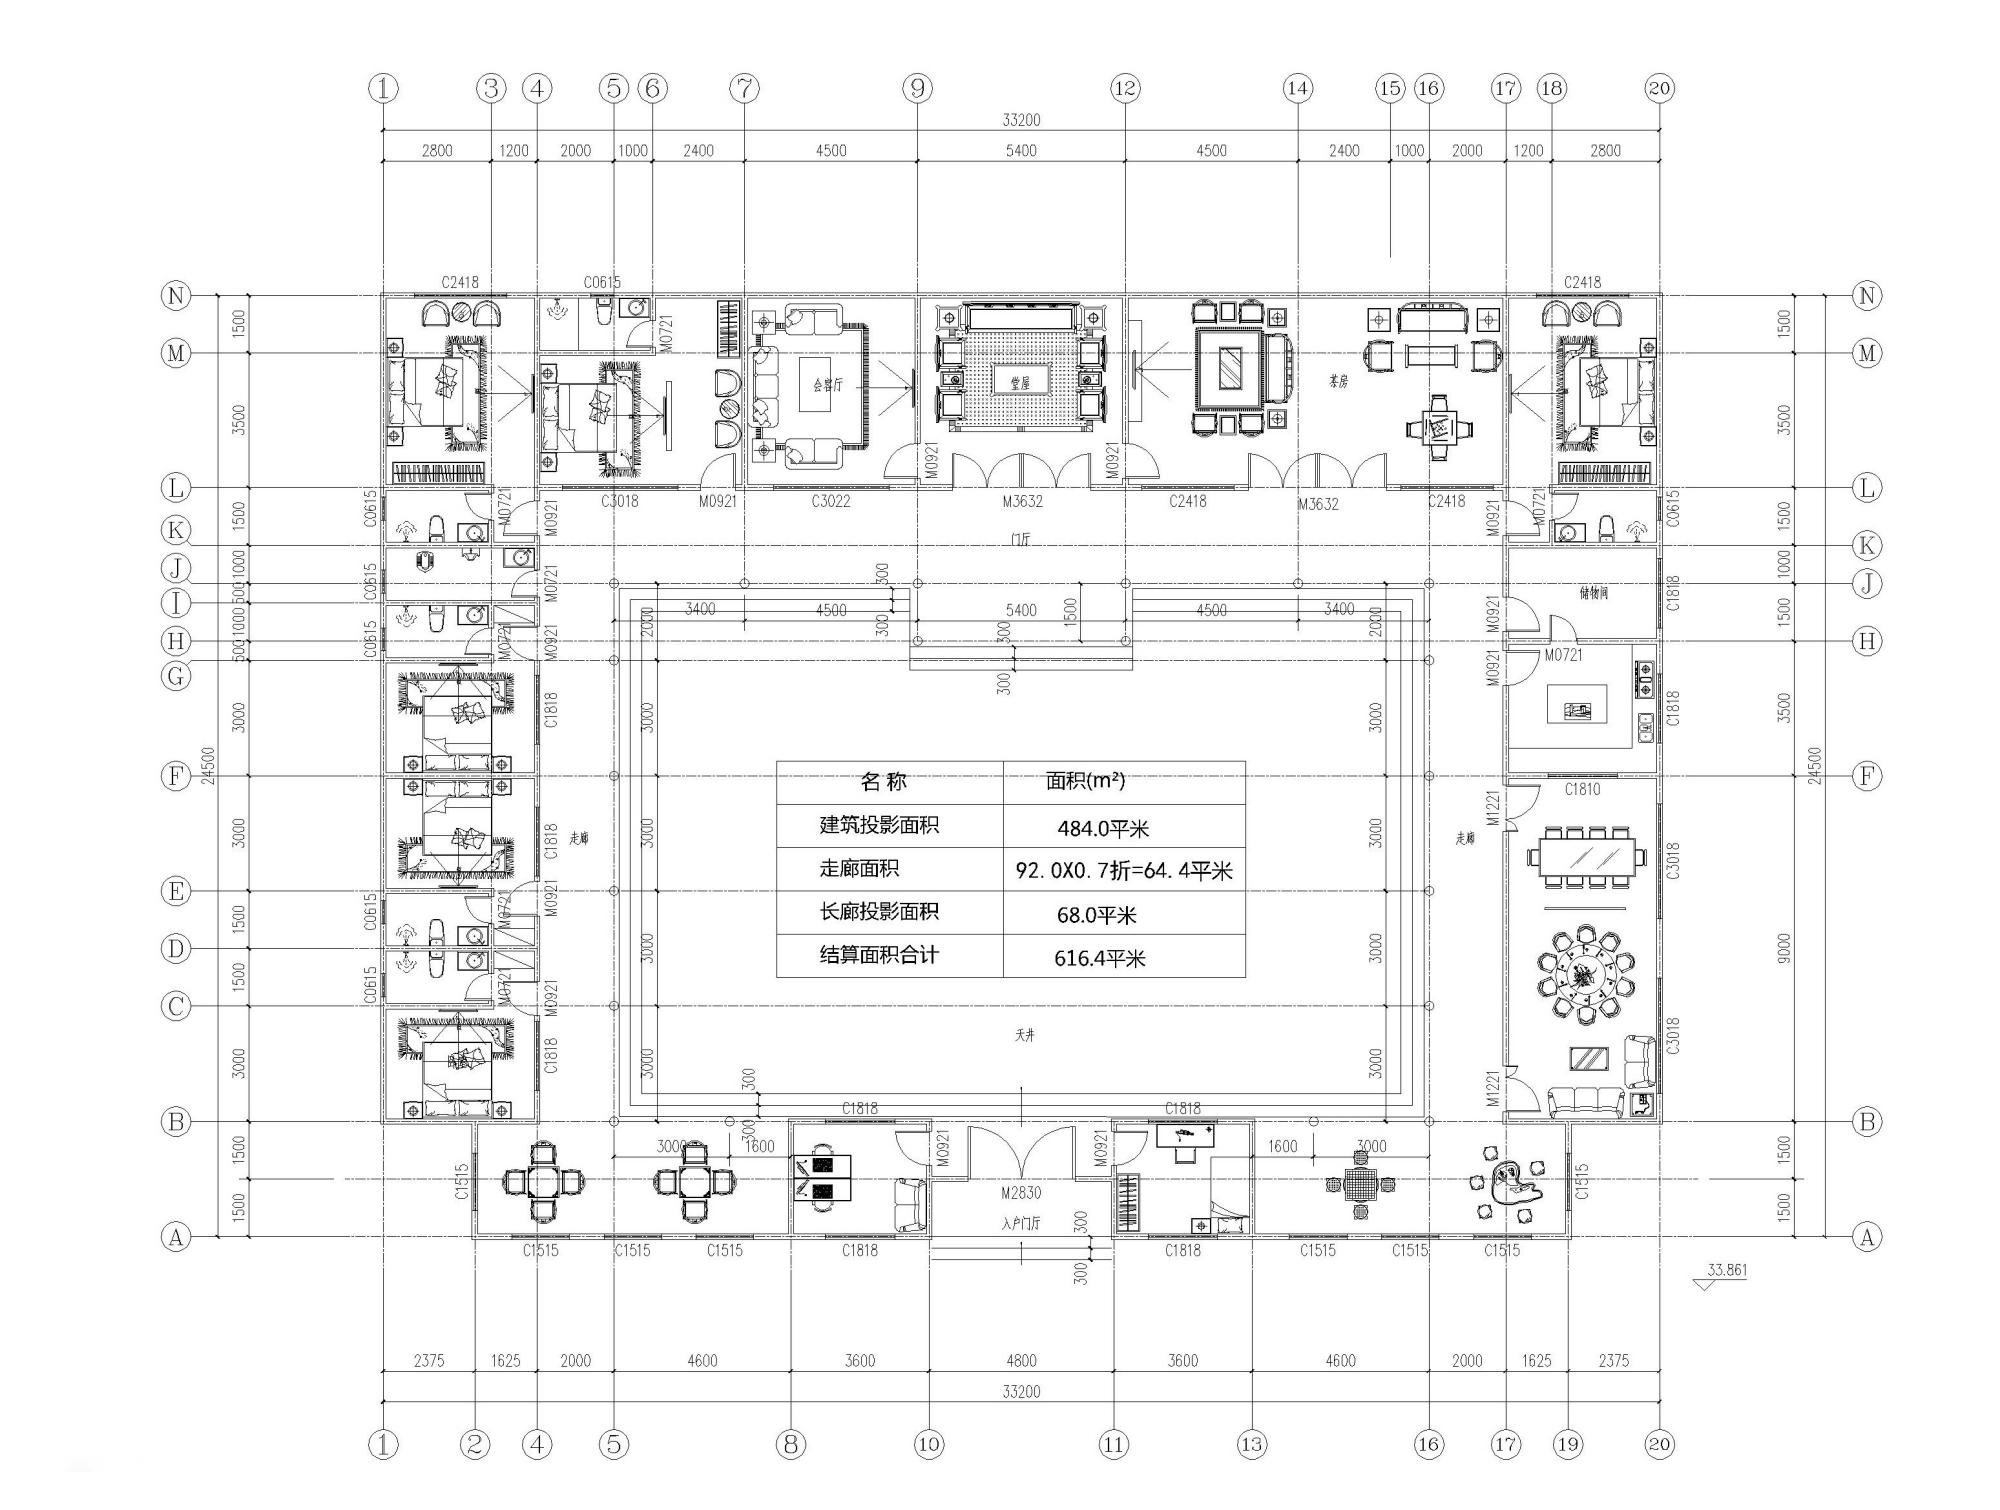 1 3 4 5 6 7 9 12 14 15 16 17 18 20
33200
2800 1200 2000 1000 2400 4500 5400 4500 2400 1000 2000 1200 2800
C2418 C0615 C2418
N N
1500 M0721 1500
M M
会客厅 堂屋 茶房
3500 3500
M0921 M0921
L L
C0615 M0721 M0921 C3018 M0921 C3022 M3632 C2418 M3632 C2418 M0921 M0721 C0615
1500 1500
K 门厅 K
J 1000 C0615 M0721 300 储物间 C1818 1000 J
500
I 2000 3400 4500 5400 1500 4500 3400 2000
1000 C0615 M0721 M0921 300 300 M0921 1500
H H
500 M0721
G 300 M0921
3000 C1818 3000 3000 C1818 3500
24500 24500
F F
名 称 面积(m²)
C1810
建筑投影面积 484.0平米
M1221
3000 C1818 走廊 3000 3000 走廊 C3018
走廊面积 92.0X0.7折=64.4平米
E E
C0615 M0721 M0921
长廊投影面积 68.0平米
1500
D
结算面积合计 616.4平米
3000 3000 9000
1500 C0615 M0721 M0921
C
天井
3000 C1818 3000 3000 C3018
300 M1221
C1818 C1818
B B
300
3000 1600 M0921 M0921 1600 3000
1500 C1515 C1515 1500
M2830
1500 入户门厅 300 1500
A A
C1515 C1515 C1515 C1818 C1818 C1515 C1515 C1515
300
33.861
2375 1625 2000 4600 3600 4800 3600 4600 2000 1625 2375
33200
1 2 4 5 8 10 11 13 16 17 19 20